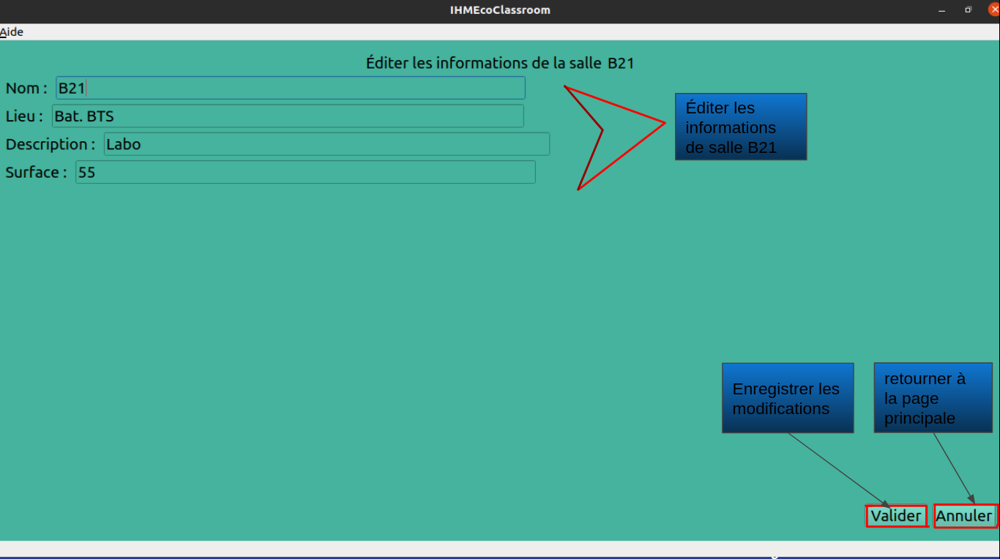 IHMEcoClassroom
Aide
Éditer les informations de la salle B21
Nom : B21
Lieu : Bat. BTS
Description : Labo
Surface : 55
Éditer les
informations
de salle B21
Enregistrer les
modifications
retourner à
la page
principale
Valider
Annuler